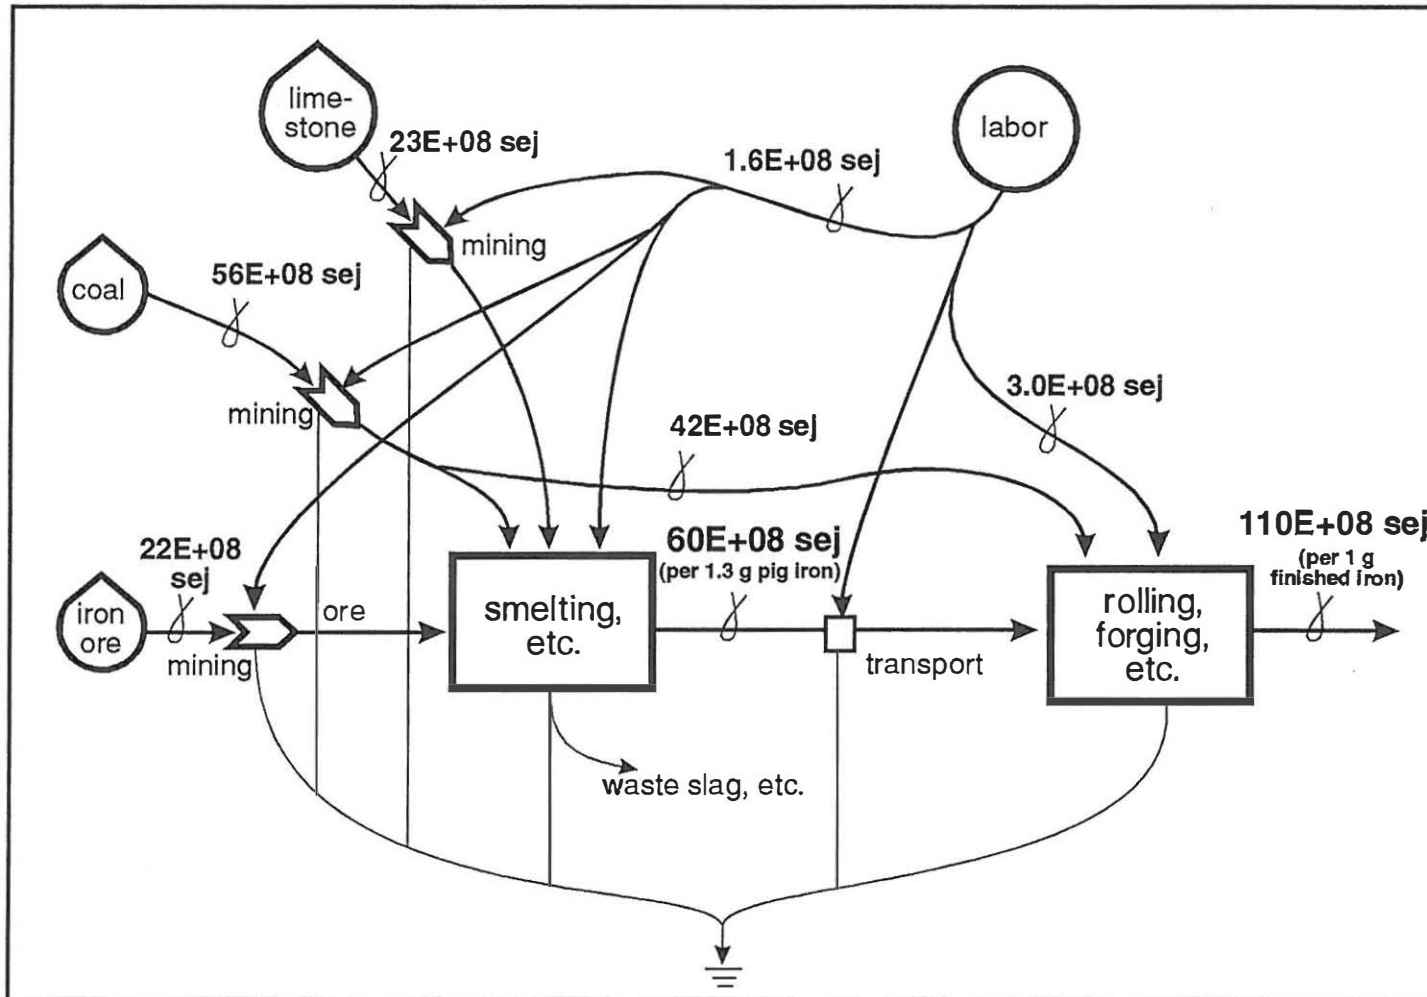 lime-
stone
23E+08 sej
1.6E+08 sej
labor
mining
coal
56E+08 sej
mining
3.0E+08 sej
42E+08 sej
22E+08
sej
iron
ore
mining
ore
smelting,
etc.
60E+08 sej
(per 1.3 g pig iron)
transport
rolling,
forging,
etc.
110E+08 sej
(per 1 g
finished iron)
waste slag, etc.